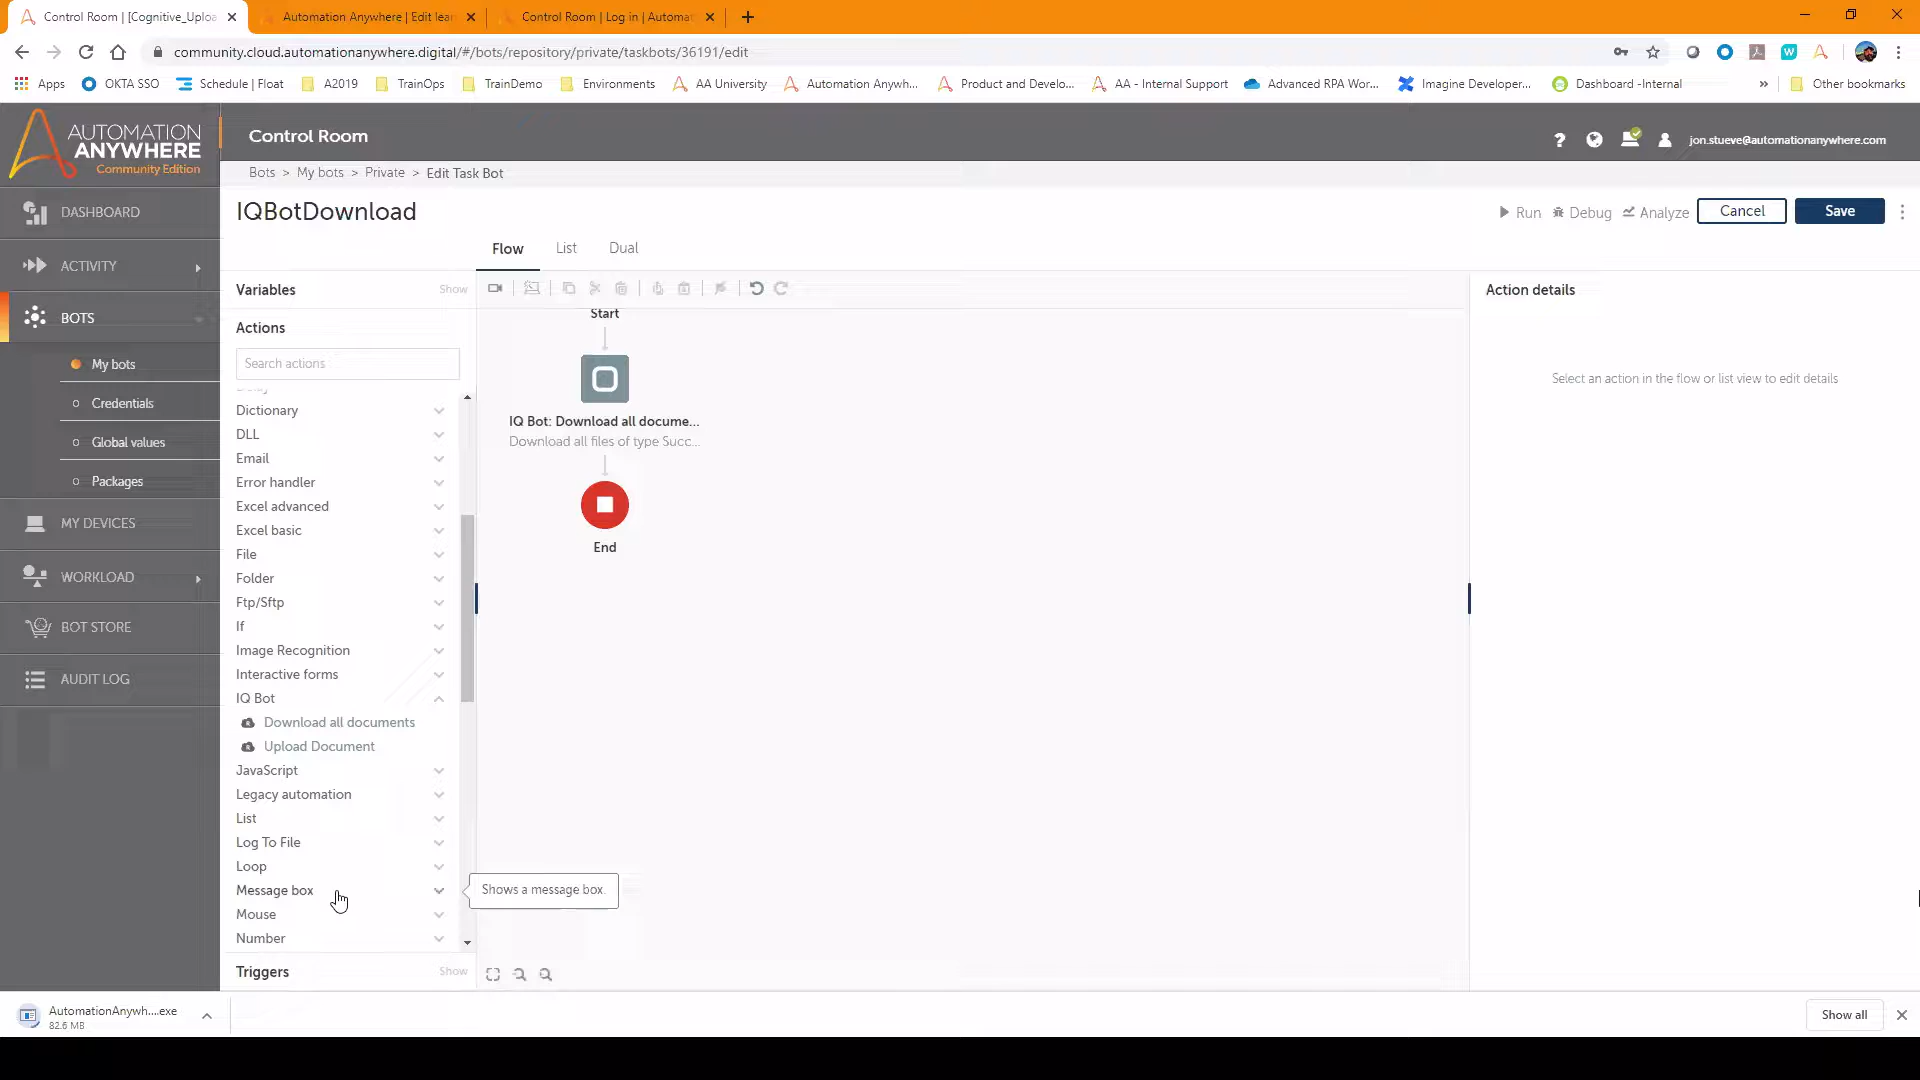 Control Room | [Cognitive_Uploa
Automation Anywhere | Edit lear
Control Room | Log in | Automat
community.cloud.automationanywhere.digital/#/bots/repository/private/taskbots/36191/edit
Apps
OKTA SSO
Schedule | Float
A2019
TrainOps
TrainDemo
Environments
AA University
Automation Anywh...
Product and Develo...
AA - Internal Support
Advanced RPA Wor...
Imagine Developer...
Dashboard -Internal
»
Other bookmarks
AUTOMATION
ANYWHERE
Community Edition
Control Room
jon.stueve@automationanywhere.com
Bots > My bots > Private > Edit Task Bot
DASHBOARD
ACTIVITY
BOTS
My bots
Credentials
Global values
Packages
MY DEVICES
WORKLOAD
BOT STORE
AUDIT LOG
IQBotDownload
Run
Debug
Analyze
Cancel
Save
Flow
List
Dual
Variables
Show
Actions
Search actions
Delay
Dictionary
DLL
Email
Error handler
Excel advanced
Excel basic
File
Folder
Ftp/Sftp
If
Image Recognition
Interactive forms
IQ Bot
Download all documents
Upload Document
JavaScript
Legacy automation
List
Log To File
Loop
Message box
Mouse
Number
Triggers
Show
Start
IQ Bot: Download all docume...
Download all files of type Succ...
End
Shows a message box.
Action details
Select an action in the flow or list view to edit details
AutomationAnywh....exe
82.6 MB
Show all